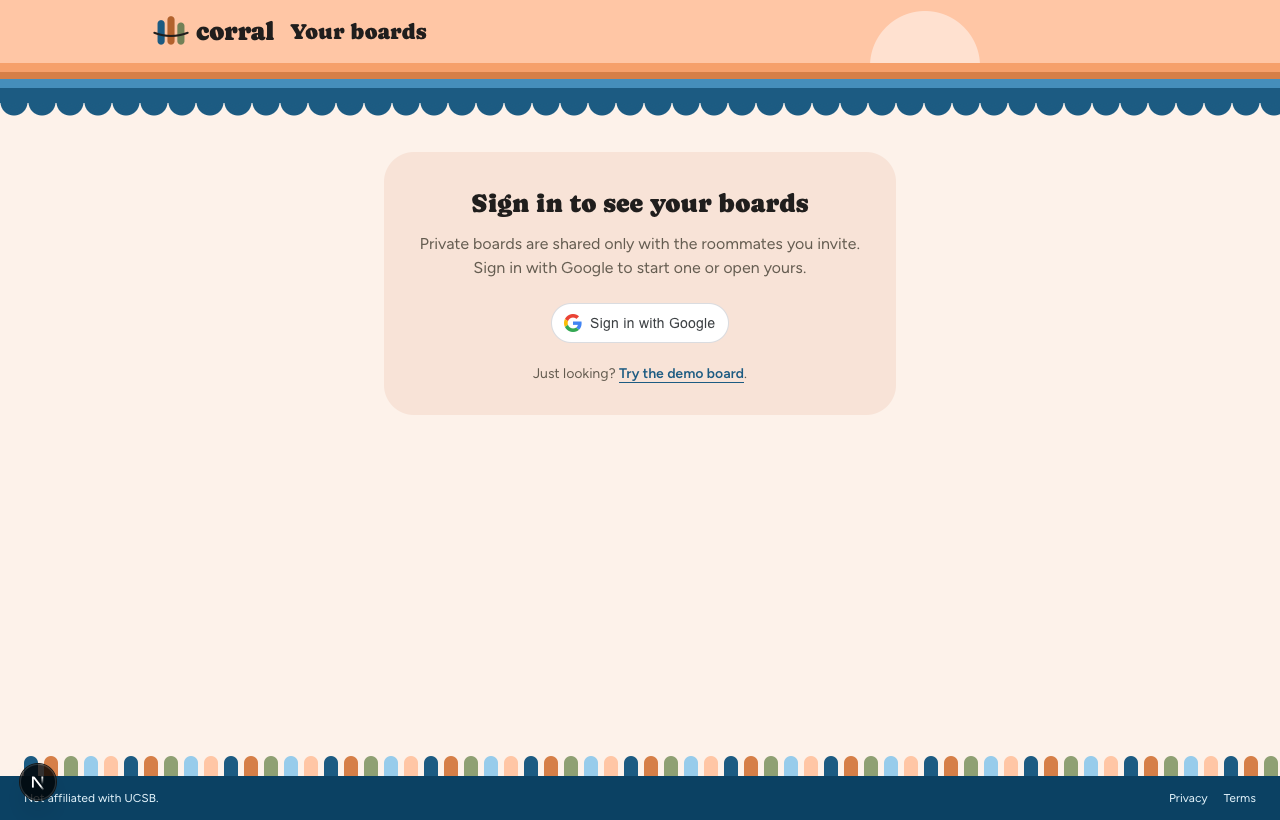 corral Your boards
Sign in to see your boards
Private boards are shared only with the roommates you invite.
Sign in with Google to start one or open yours.
Sign in with Google
Just looking? Try the demo board.
N
Not affiliated with UCSB.
Privacy Terms